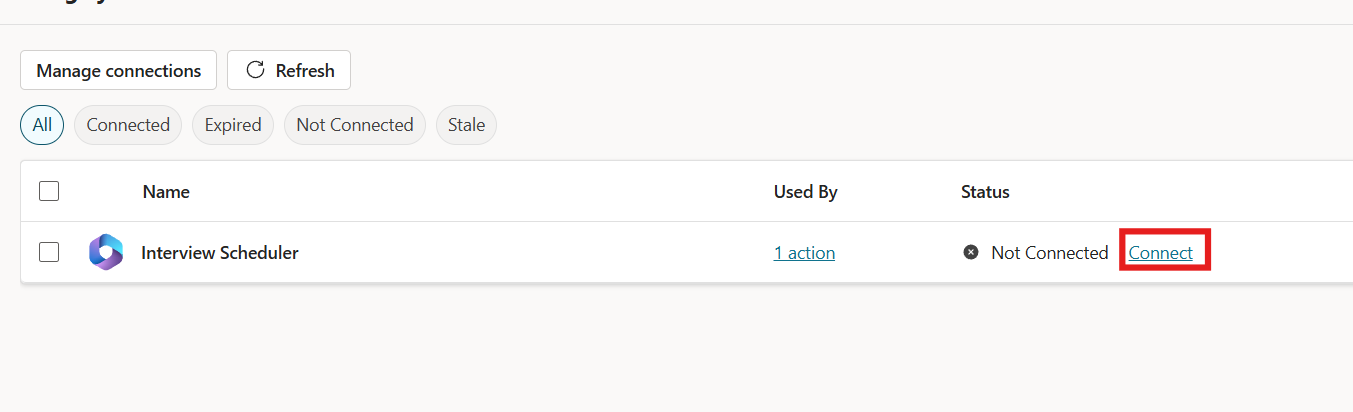 Manage connections
Refresh
All
Connected
Expired
Not Connected
Stale
Name
Used By
Status
Interview Scheduler
1 action
Not Connected
Connect